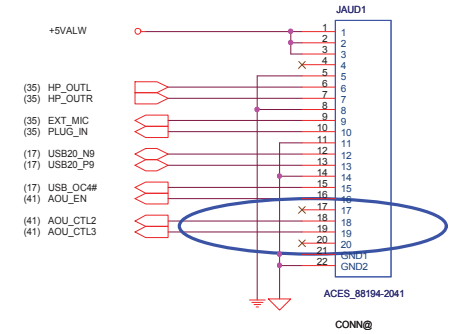 JAUD1
+5VALW
1 1
2 2
3 3
4 4
5 5
(35) HP_OUTL 6 6
(35) HP_OUTR 7 7
8 8
(35) EXT_MIC 9 9
(35) PLUG_IN 10 10
11 11
(17) USB20_N9 12 12
(17) USB20_P9 13 13
14 14
(17) USB_OC4# 15 15
(41) AOU_EN 16 16
17 17
(41) AOU_CTL2 18 18
(41) AOU_CTL3 19 19
20 20
21 GND1
22 GND2
ACES_88194-2041
CONN@